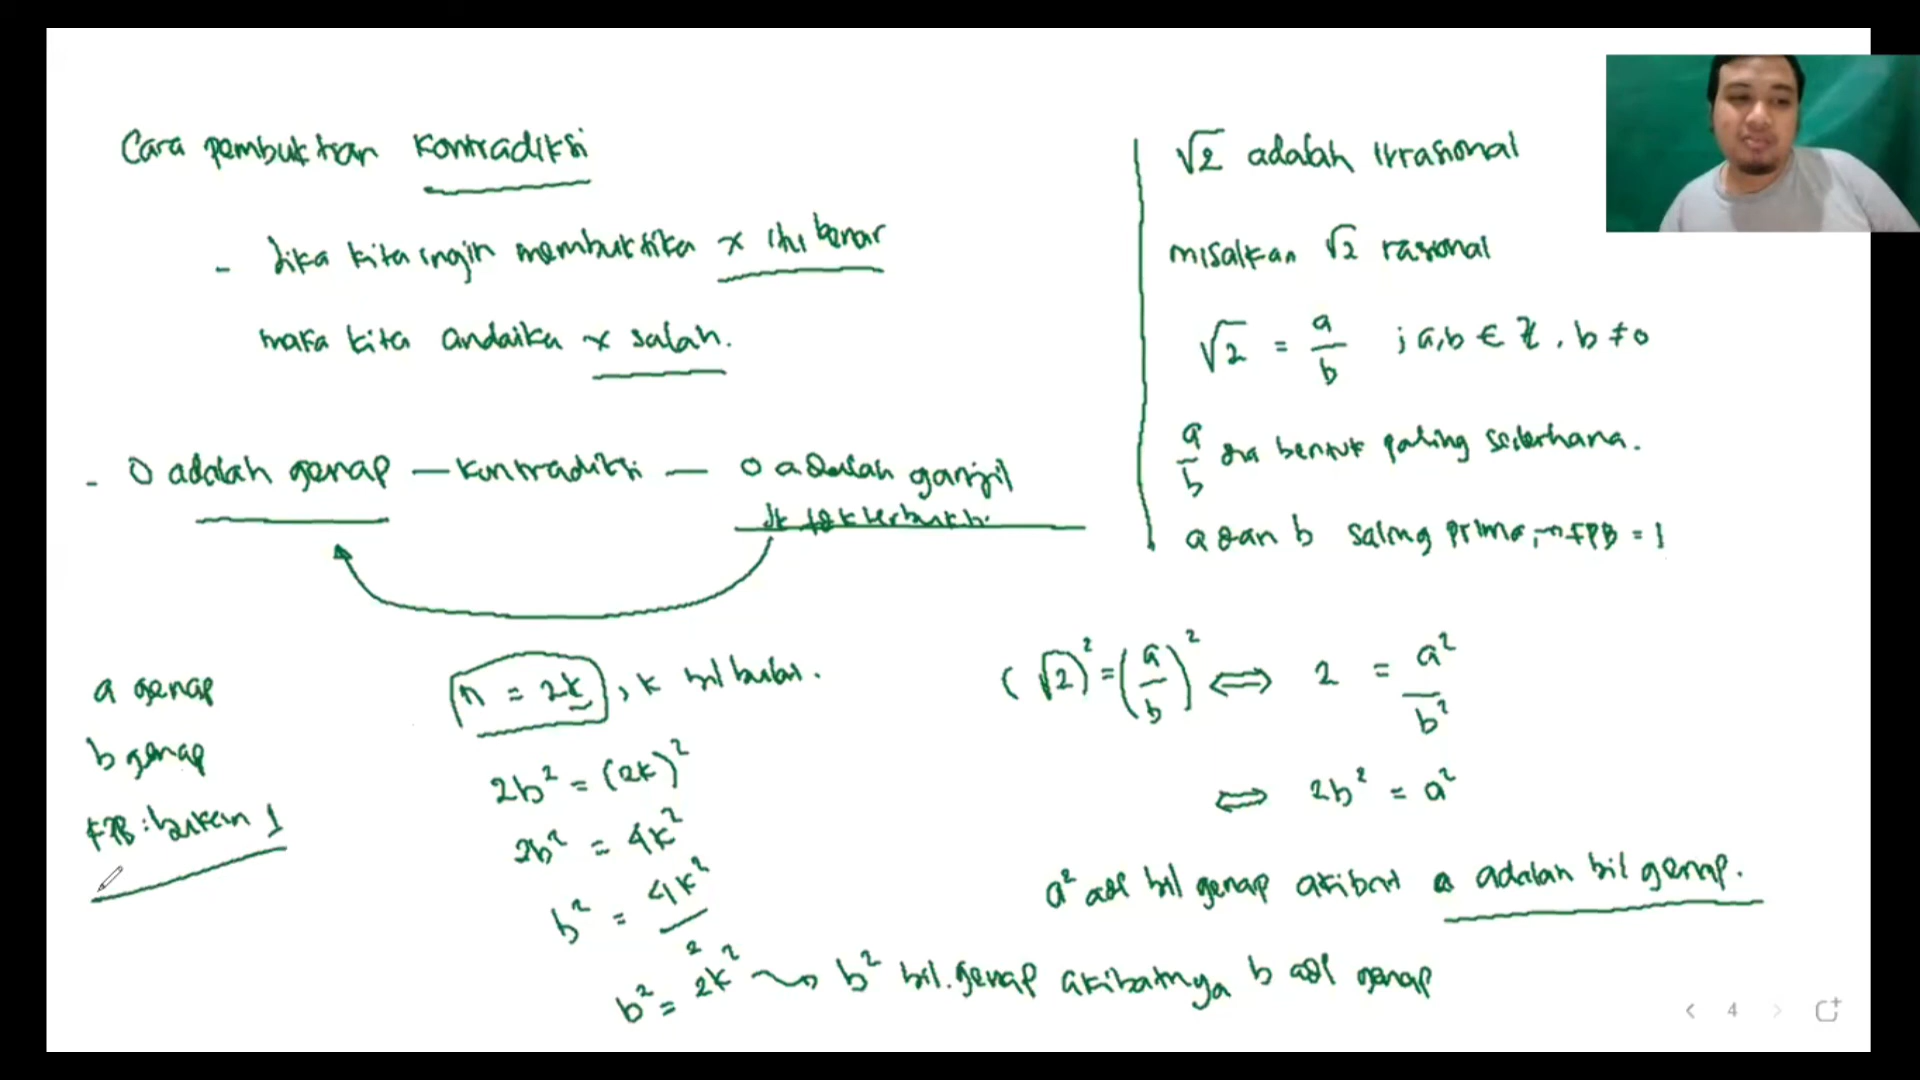 Cara pembuktian kontradiksi
- Jika kita ingin membuktika x itu benar
maka kita andaika x salah.
- 0 adalah genap — kontradiksi — 0 adalah ganjil
tdk terbukti.
√2 adalah irrasional
misalkan √2 rasional
√2 = a/b ; a,b ∈ ℤ, b ≠ 0
a/b dlm bentuk paling sederhana.
a dan b saling prima, → FPB = 1
(√2)² = (a/b)² ⟺ 2 = a²/b²
⟺ 2b² = a²
a² adl bil genap akibat a adalah bil genap.
n = 2k, k bil bulat.
2b² = (2k)²
2b² = 4k²
b² = 4k²/2
b² = 2k² ⇝ b² bil. genap akibatnya b adl genap
a genap
b genap
FPB : bukan 1
< 4 >